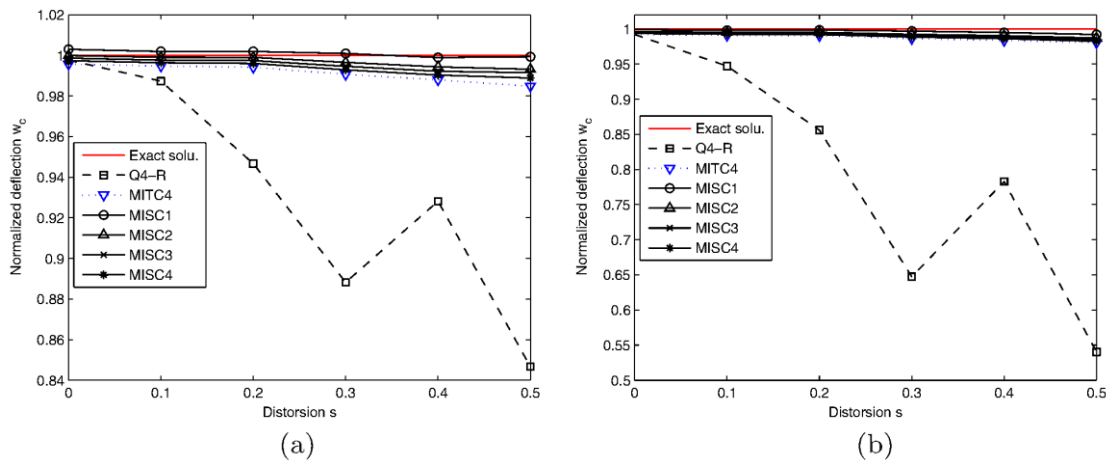 1.02
1
0.98
0.96
0.94
0.92
0.9
0.88
0.86
0.84
Normalized deflection w_c
Exact solu.
Q4-R
MITC4
MISC1
MISC2
MISC3
MISC4
0 0.1 0.2 0.3 0.4 0.5
Distorsion s
(a)
1
0.95
0.9
0.85
0.8
0.75
0.7
0.65
0.6
0.55
0.5
Normalized deflection w_c
Exact solu.
Q4-R
MITC4
MISC1
MISC2
MISC3
MISC4
0.1 0.2 0.3 0.4 0.5
Distorsion s
(b)